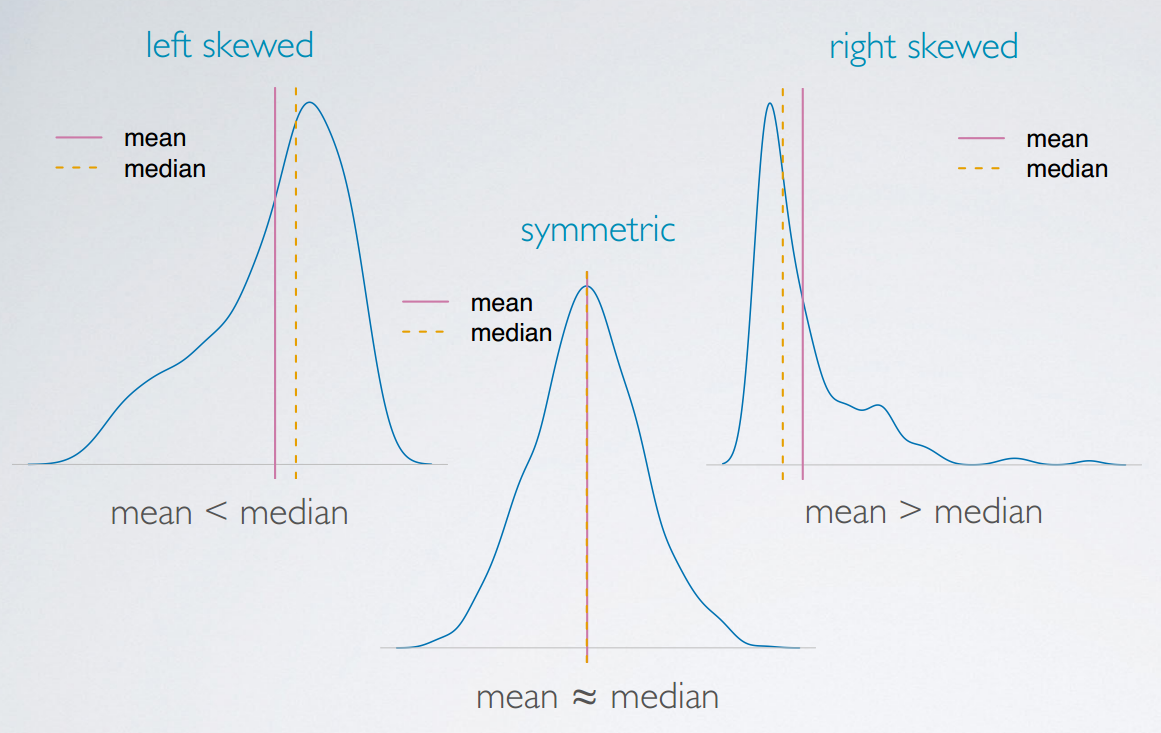 left skewed
mean
median
mean < median
symmetric
mean
median
mean ≈ median
right skewed
mean
median
mean > median